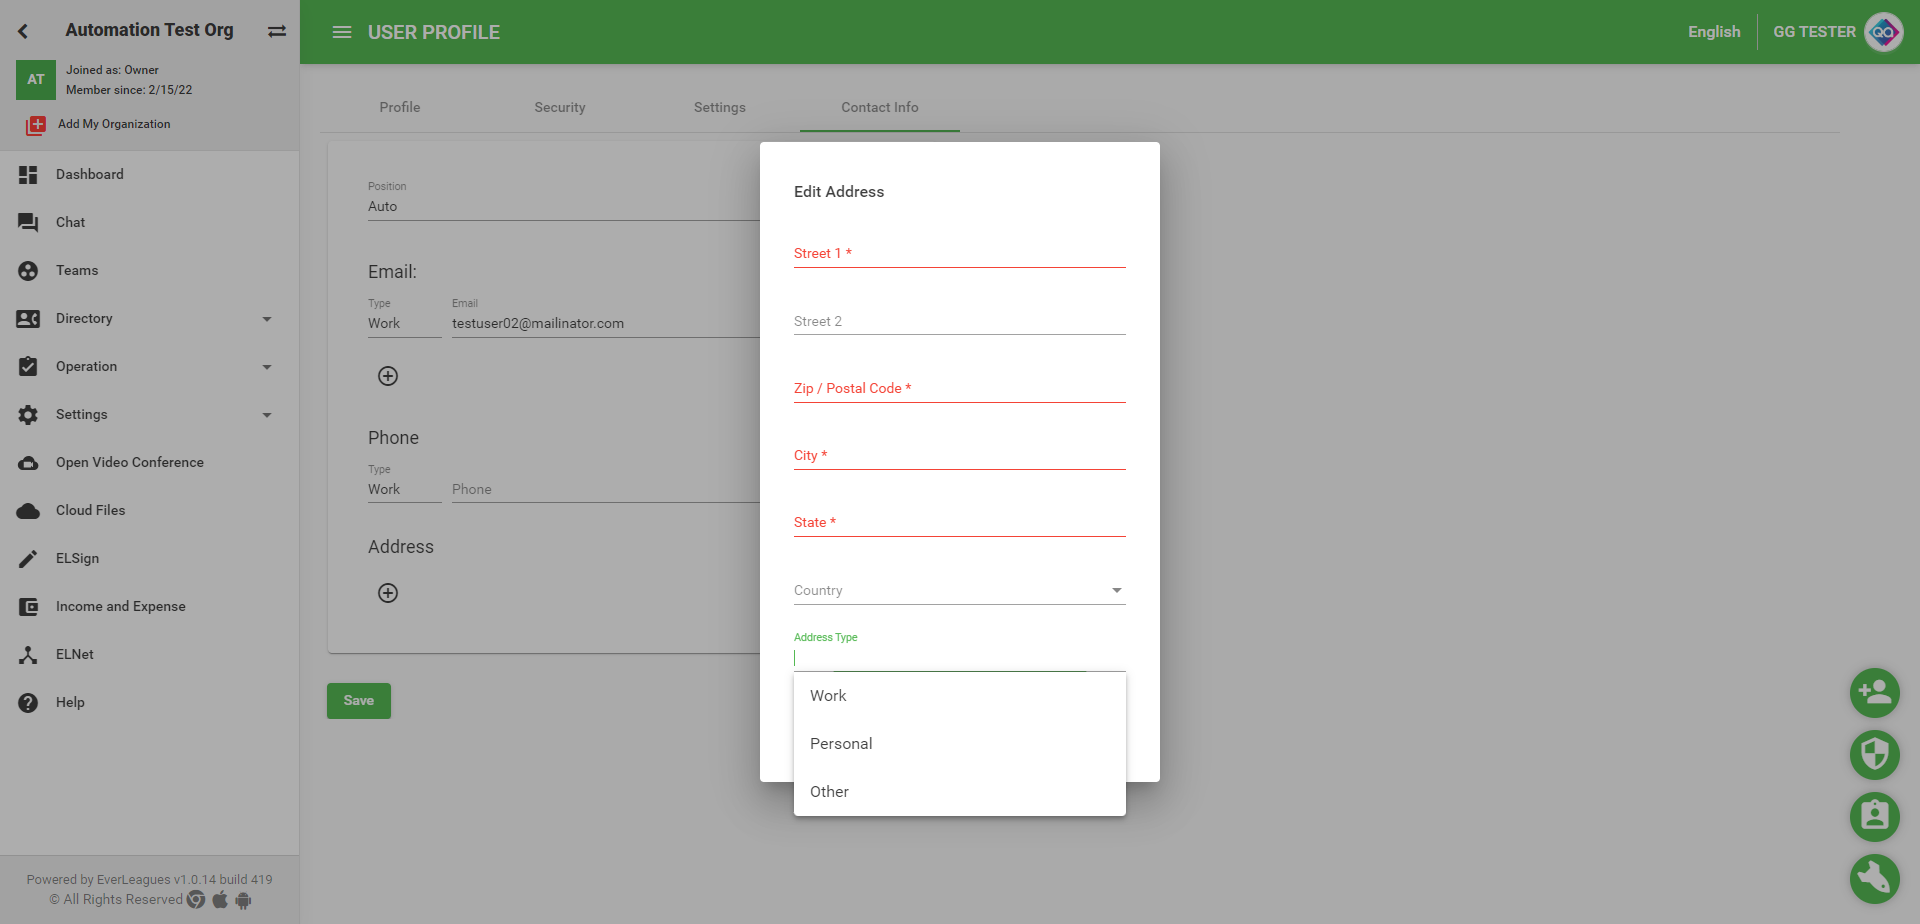 Automation Test Org
AT
Joined as: Owner
Member since: 2/15/22
Add My Organization
Dashboard
Chat
Teams
Directory
Operation
Settings
Open Video Conference
Cloud Files
ELSign
Income and Expense
ELNet
Help
Powered by EverLeagues v1.0.14 build 419
© All Rights Reserved
USER PROFILE
English
GG TESTER
QA
Profile
Security
Settings
Contact Info
Position
Auto
Email:
Type
Email
Work
testuser02@mailinator.com
Phone
Type
Work
Phone
Address
Save
Edit Address
Street 1 *
Street 2
Zip / Postal Code *
City *
State *
Country
Address Type
Work
Personal
Other